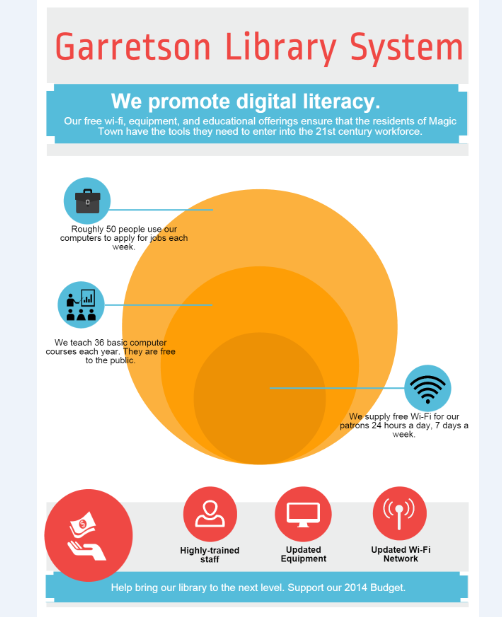 Garretson Library System
We promote digital literacy.
Our free wi-fi, equipment, and educational offerings ensure that the residents of Magic
Town have the tools they need to enter into the 21st century workforce.
Roughly 50 people use our
computers to apply for jobs each
week.
We teach 36 basic computer
courses each year. They are free
to the public.
We supply free Wi-Fi for our
patrons 24 hours a day, 7 days a
week.
Highly-trained
staff
Updated
Equipment
Updated Wi-Fi
Network
Help bring our library to the next level. Support our 2014 Budget.